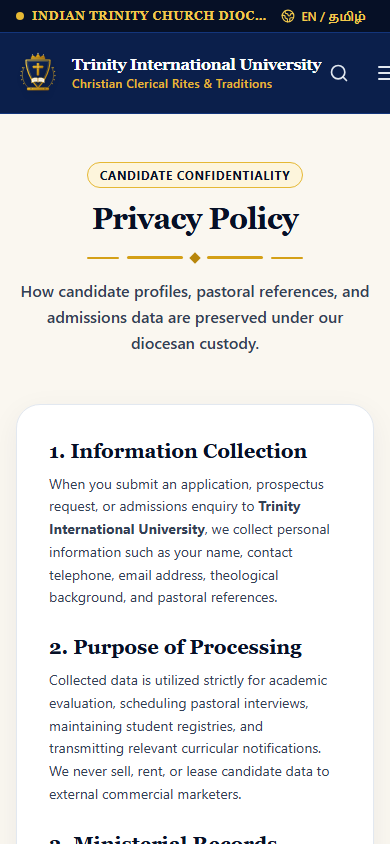 INDIAN TRINITY CHURCH DIOC...
EN / தமிழ்
Trinity International University
Christian Clerical Rites & Traditions
CANDIDATE CONFIDENTIALITY
Privacy Policy
How candidate profiles, pastoral references, and
admissions data are preserved under our
diocesan custody.
1. Information Collection
When you submit an application, prospectus
request, or admissions enquiry to Trinity
International University, we collect personal
information such as your name, contact
telephone, email address, theological
background, and pastoral references.
2. Purpose of Processing
Collected data is utilized strictly for academic
evaluation, scheduling pastoral interviews,
maintaining student registries, and
transmitting relevant curricular notifications.
We never sell, rent, or lease candidate data to
external commercial marketers.
3. Ministerial Records